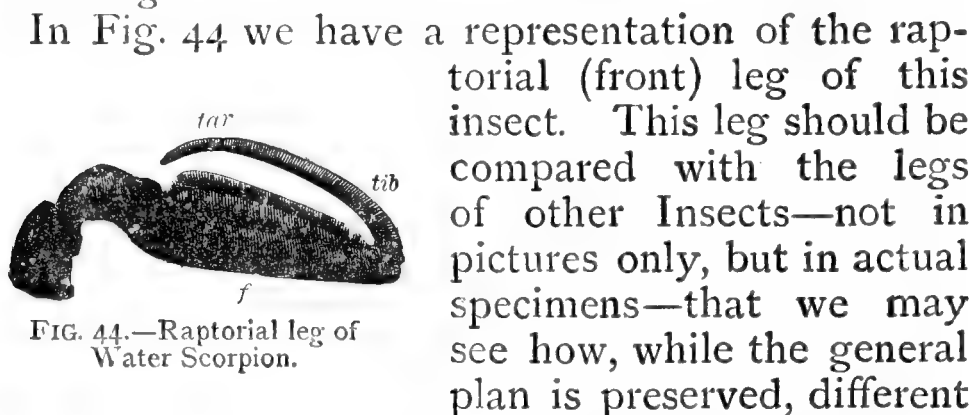 In Fig. 44 we have a representation of the rap-
torial (front) leg of this
insect. This leg should be
compared with the legs
of other Insects—not in
pictures only, but in actual
specimens—that we may
see how, while the general
plan is preserved, different
tar
tib
f
FIG. 44.—Raptorial leg of
Water Scorpion.